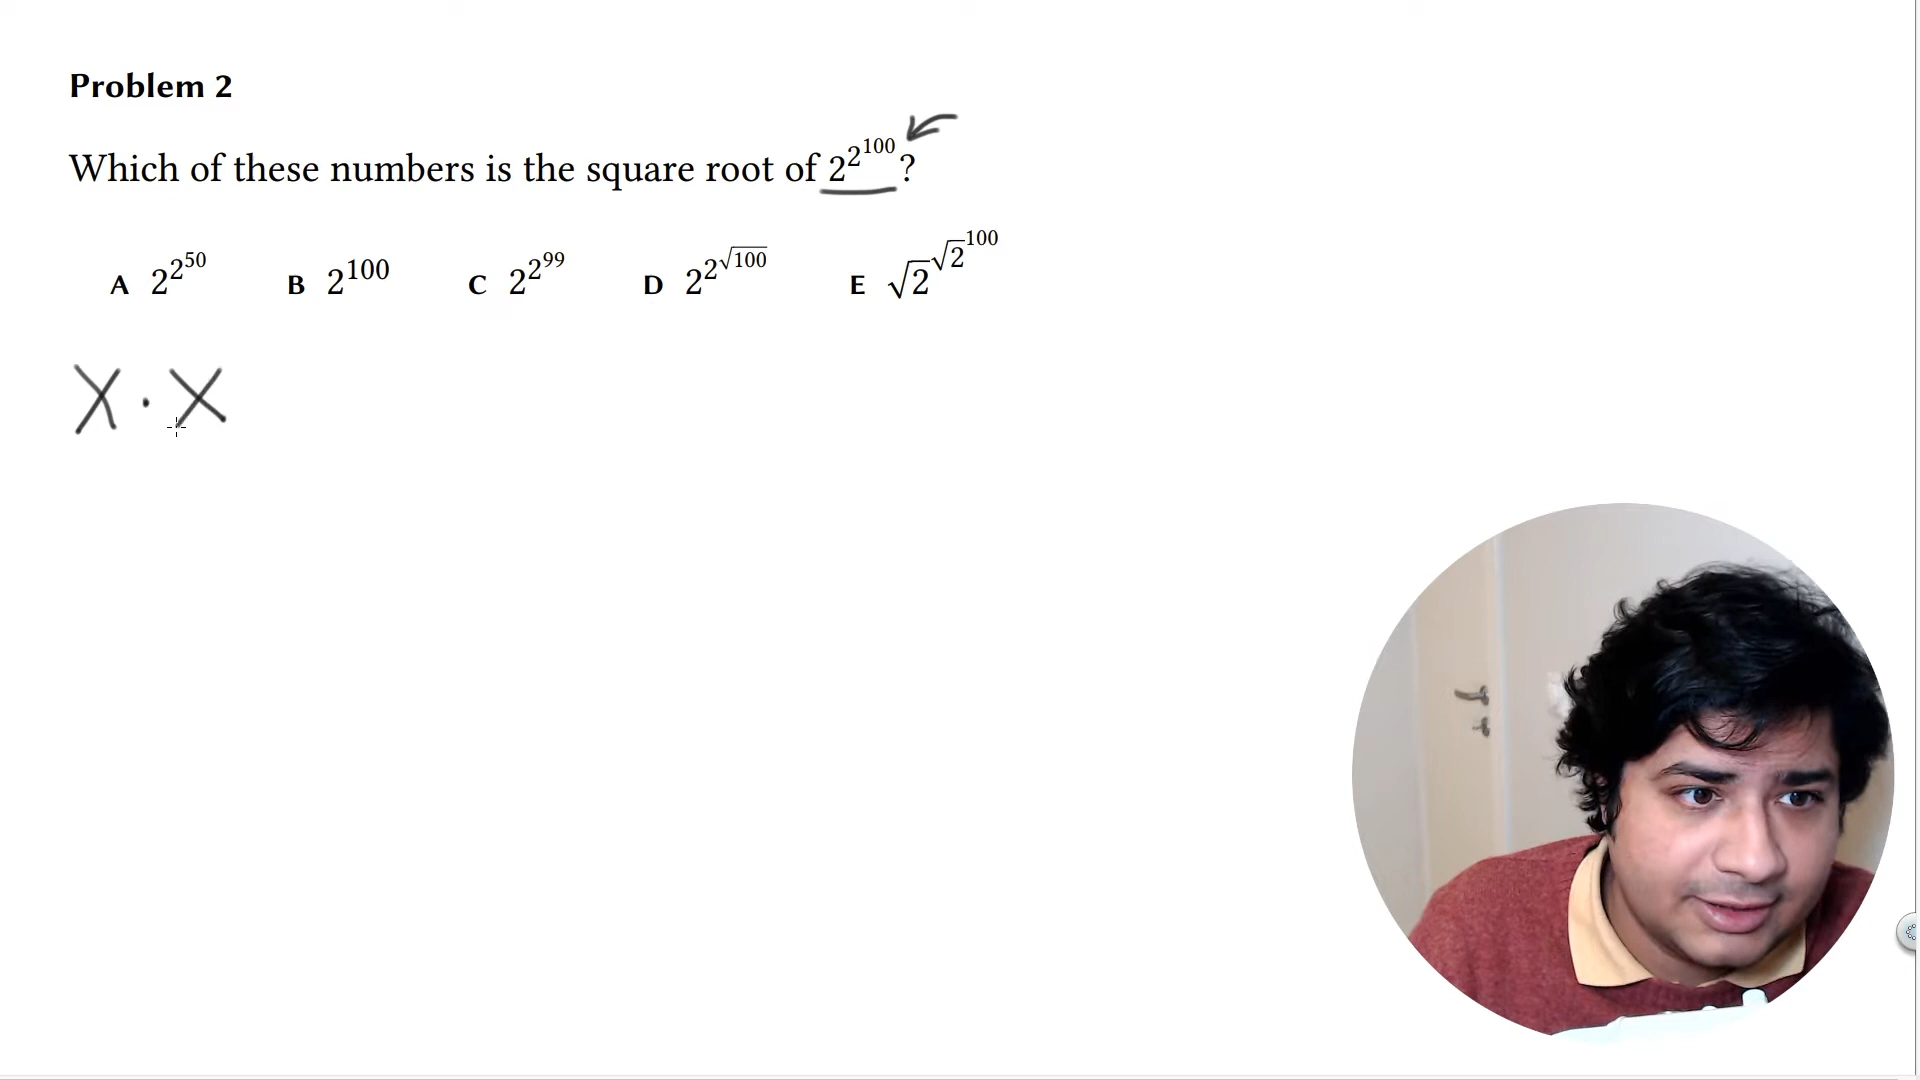 Problem 2
Which of these numbers is the square root of 2^{2^{100}}?
A 2^{2^{50}} B 2^{100} C 2^{2^{99}} D 2^{2^{√100}} E √2^{√2^{100}}
X · X